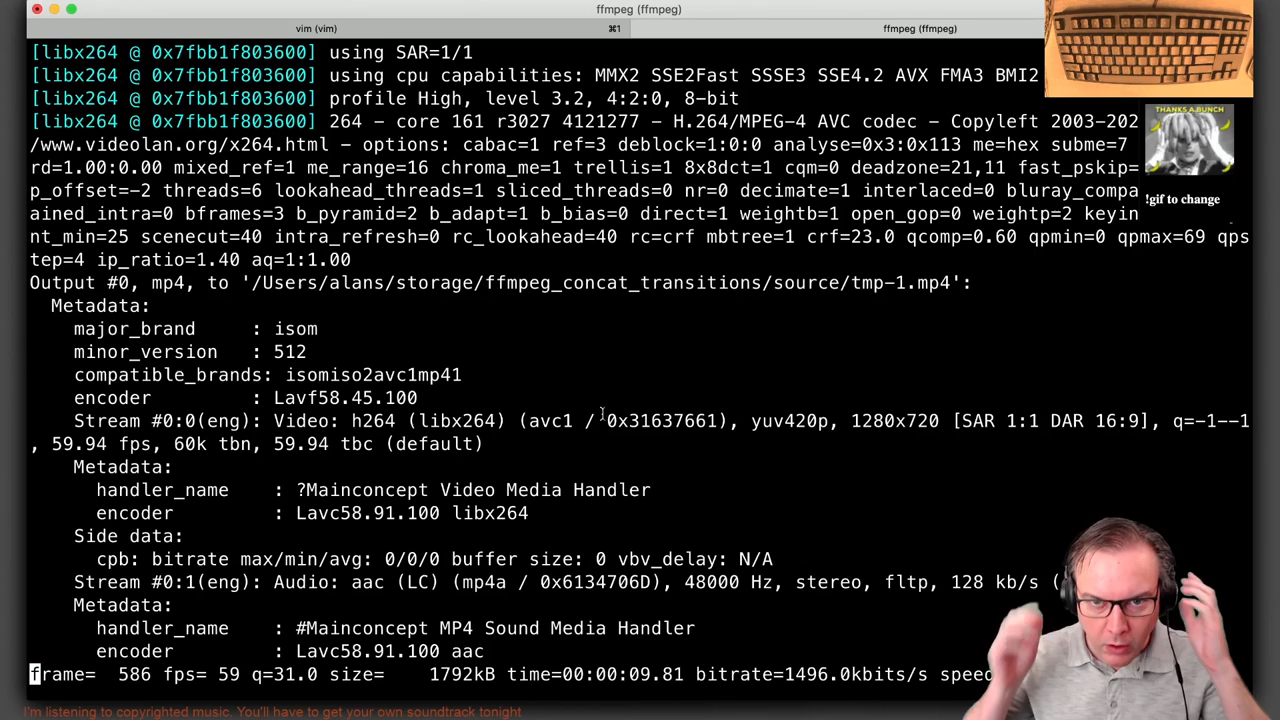 ffmpeg (ffmpeg)
vim (vim) ⌘1 ffmpeg (ffmpeg)
[libx264 @ 0x7fbb1f803600] using SAR=1/1
[libx264 @ 0x7fbb1f803600] using cpu capabilities: MMX2 SSE2Fast SSSE3 SSE4.2 AVX FMA3 BMI2
[libx264 @ 0x7fbb1f803600] profile High, level 3.2, 4:2:0, 8-bit
[libx264 @ 0x7fbb1f803600] 264 - core 161 r3027 4121277 - H.264/MPEG-4 AVC codec - Copyleft 2003-202
/www.videolan.org/x264.html - options: cabac=1 ref=3 deblock=1:0:0 analyse=0x3:0x113 me=hex subme=7
rd=1.00:0.00 mixed_ref=1 me_range=16 chroma_me=1 trellis=1 8x8dct=1 cqm=0 deadzone=21,11 fast_pskip=
p_offset=-2 threads=6 lookahead_threads=1 sliced_threads=0 nr=0 decimate=1 interlaced=0 bluray_compa
ained_intra=0 bframes=3 b_pyramid=2 b_adapt=1 b_bias=0 direct=1 weightb=1 open_gop=0 weightp=2 keyin
nt_min=25 scenecut=40 intra_refresh=0 rc_lookahead=40 rc=crf mbtree=1 crf=23.0 qcomp=0.60 qpmin=0 qpmax=69 qps
tep=4 ip_ratio=1.40 aq=1:1.00
Output #0, mp4, to '/Users/alans/storage/ffmpeg_concat_transitions/source/tmp-1.mp4':
Metadata:
major_brand : isom
minor_version : 512
compatible_brands: isomiso2avc1mp41
encoder : Lavf58.45.100
Stream #0:0(eng): Video: h264 (libx264) (avc1 / 0x31637661), yuv420p, 1280x720 [SAR 1:1 DAR 16:9], q=-1--1
, 59.94 fps, 60k tbn, 59.94 tbc (default)
Metadata:
handler_name : ?Mainconcept Video Media Handler
encoder : Lavc58.91.100 libx264
Side data:
cpb: bitrate max/min/avg: 0/0/0 buffer size: 0 vbv_delay: N/A
Stream #0:1(eng): Audio: aac (LC) (mp4a / 0x6134706D), 48000 Hz, stereo, fltp, 128 kb/s (
Metadata:
handler_name : #Mainconcept MP4 Sound Media Handler
encoder : Lavc58.91.100 aac
frame= 586 fps= 59 q=31.0 size= 1792kB time=00:00:09.81 bitrate=1496.0kbits/s speed
THANKS A BUNCH
!gif to change
I'm listening to copyrighted music. You'll have to get your own soundtrack tonight